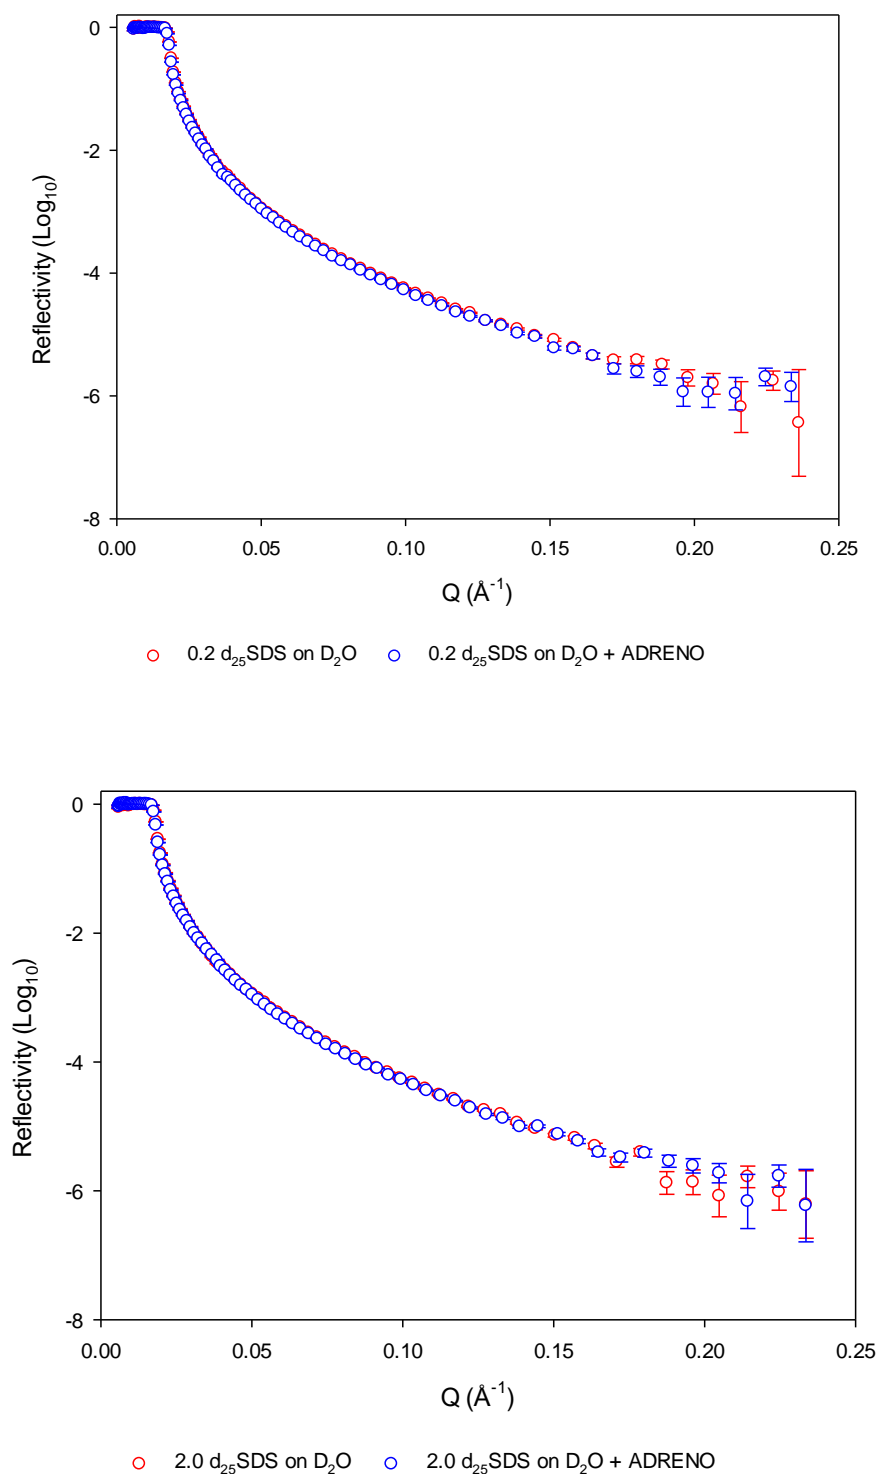 0
-2
-4
-6
-8
Reflectivity (Log₁₀)
0.00 0.05 0.10 0.15 0.20 0.25
Q (Å⁻¹)
0.2 d₂₅SDS on D₂O 0.2 d₂₅SDS on D₂O + ADRENO
0
-2
-4
-6
-8
Reflectivity (Log₁₀)
0.00 0.05 0.10 0.15 0.20 0.25
Q (Å⁻¹)
2.0 d₂₅SDS on D₂O 2.0 d₂₅SDS on D₂O + ADRENO